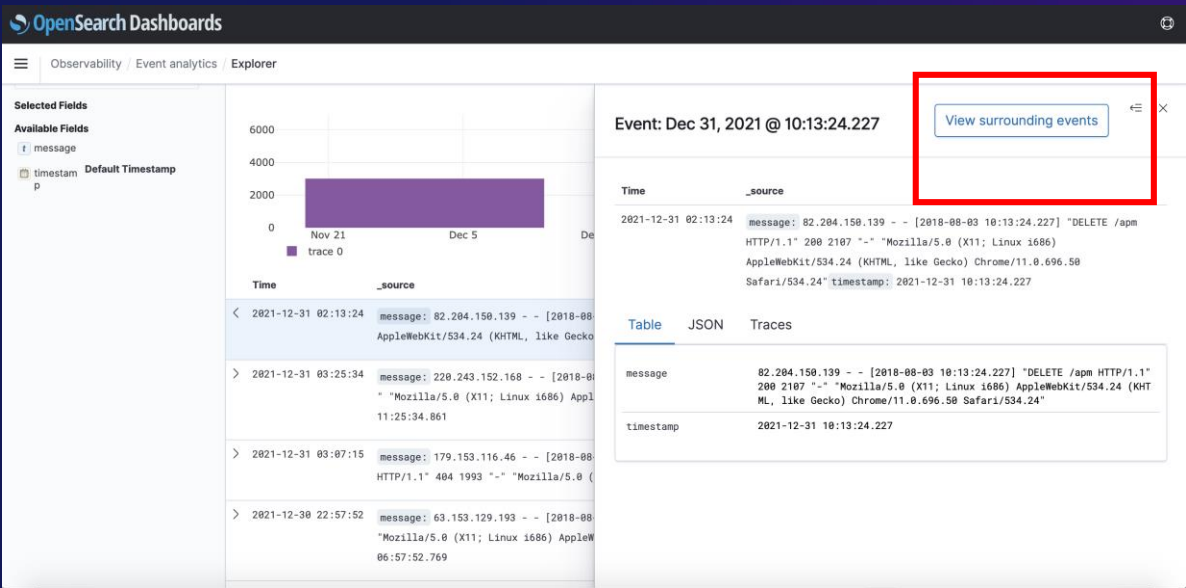 OpenSearch Dashboards
Observability / Event analytics / Explorer
Selected Fields
Available Fields
t message
timestam
p
Default Timestamp
6000
4000
2000
0
Nov 21
Dec 5
De
trace 0
Time _source
2021-12-31 02:13:24 message: 82.204.150.139 - - [2018-08-
AppleWebKit/534.24 (KHTML, like Gecko
2021-12-31 03:25:34 message: 220.243.152.168 - - [2018-08
" "Mozilla/5.0 (X11; Linux i686) Appl
11:25:34.861
2021-12-31 03:07:15 message: 179.153.116.46 - - [2018-08-
HTTP/1.1" 404 1993 "-" "Mozilla/5.0 (
2021-12-30 22:57:52 message: 63.153.129.193 - - [2018-08-
"Mozilla/5.0 (X11; Linux i686) AppleW
06:57:52.769
Event: Dec 31, 2021 @ 10:13:24.227
View surrounding events
Time _source
2021-12-31 02:13:24 message: 82.204.150.139 - - [2018-08-03 10:13:24.227] "DELETE /apm
HTTP/1.1" 200 2107 "-" "Mozilla/5.0 (X11; Linux i686)
AppleWebKit/534.24 (KHTML, like Gecko) Chrome/11.0.696.50
Safari/534.24" timestamp: 2021-12-31 10:13:24.227
Table JSON Traces
message 82.204.150.139 - - [2018-08-03 10:13:24.227] "DELETE /apm HTTP/1.1"
200 2107 "-" "Mozilla/5.0 (X11; Linux i686) AppleWebKit/534.24 (KHT
ML, like Gecko) Chrome/11.0.696.50 Safari/534.24"
timestamp 2021-12-31 10:13:24.227